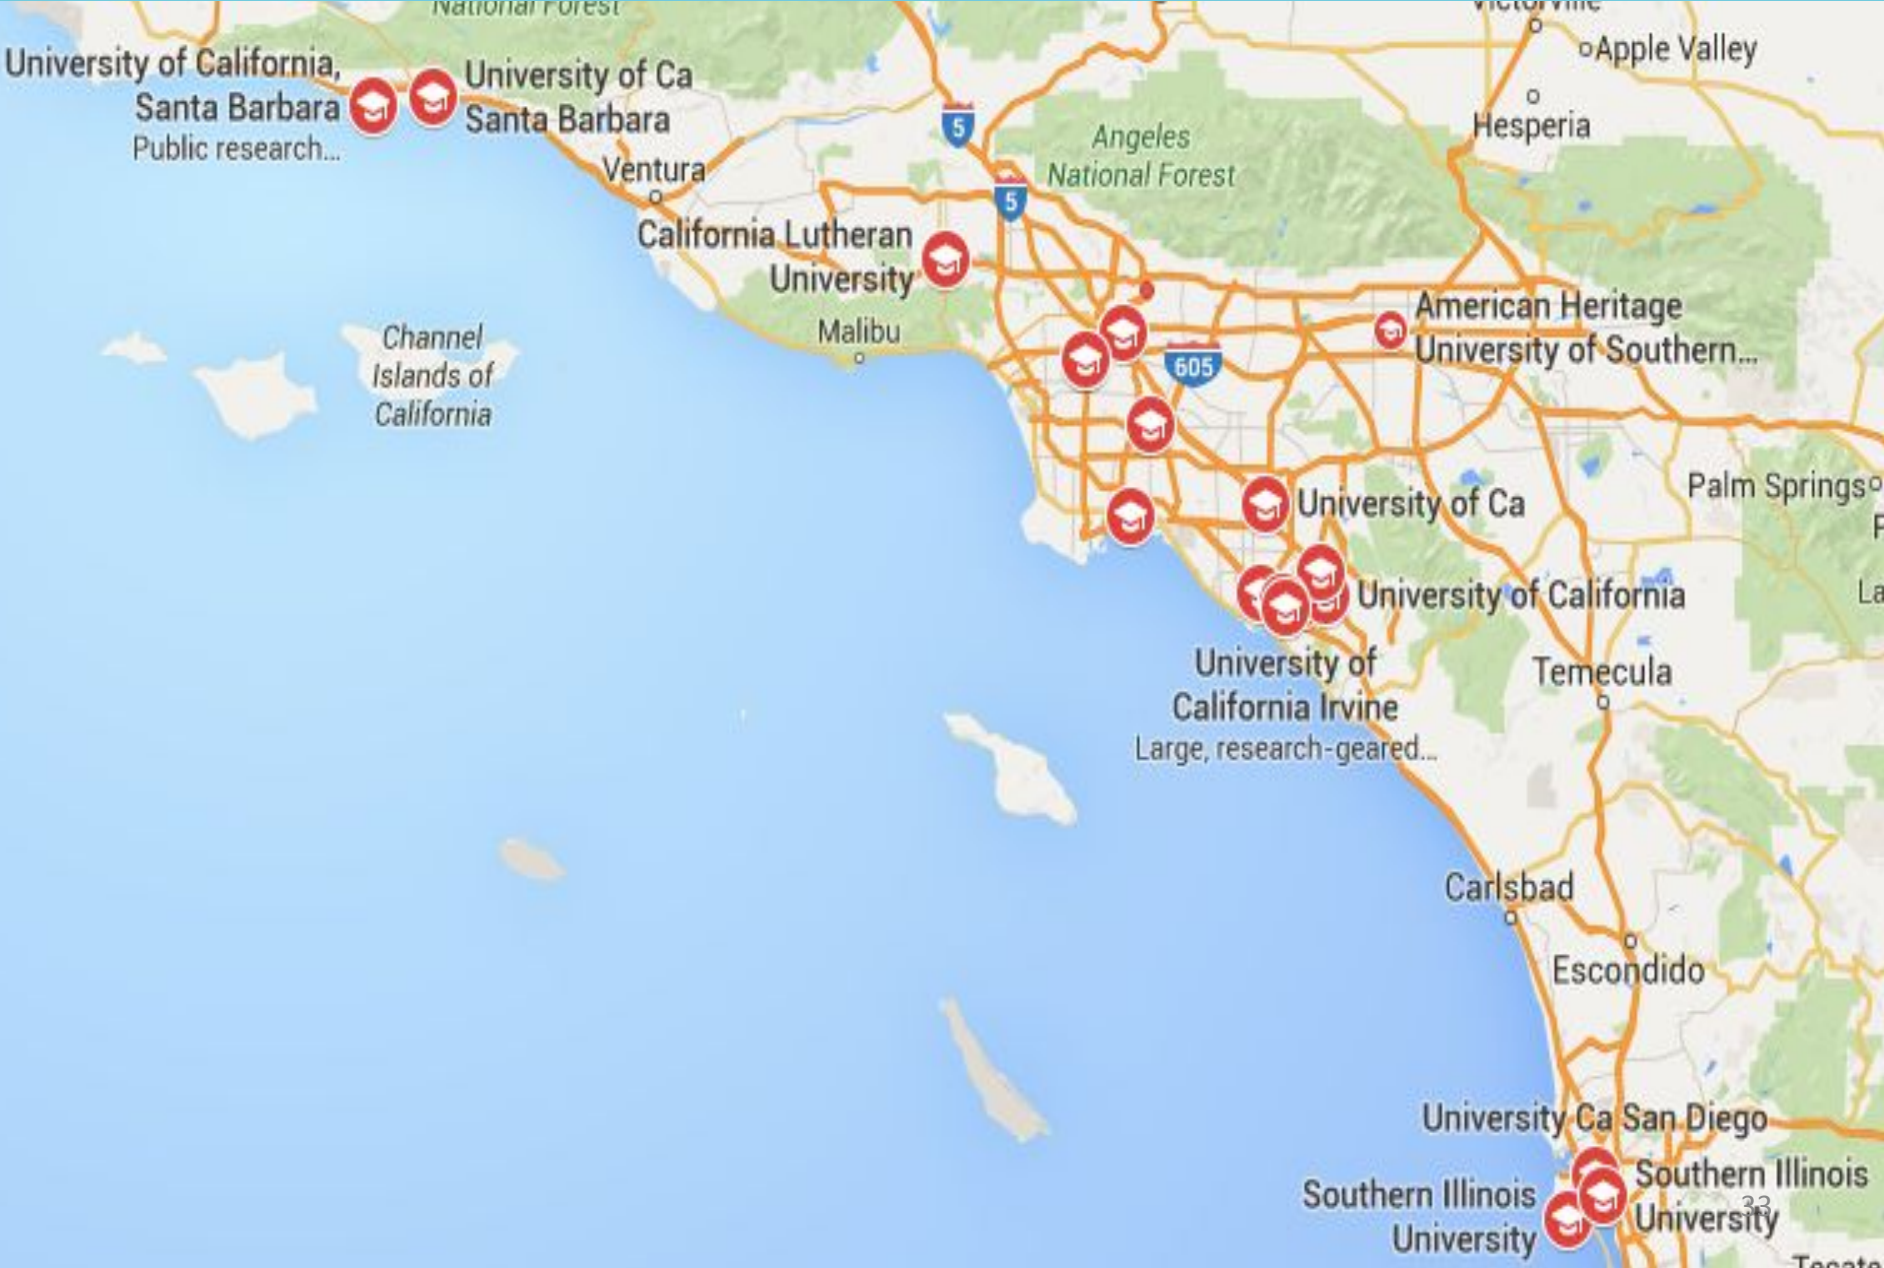 National Forest
Victorville
Apple Valley
University of California,
Santa Barbara
Public research...
University of Ca
Santa Barbara
Hesperia
5
Angeles
National Forest
Ventura
5
California Lutheran
University
Malibu
Channel
Islands of
California
American Heritage
University of Southern...
605
Palm Springs
University of Ca
University of California
La
University of
California Irvine
Large, research-geared...
Temecula
Carlsbad
Escondido
University Ca San Diego
Southern Illinois
University
Southern Illinois
University
33
Tecate